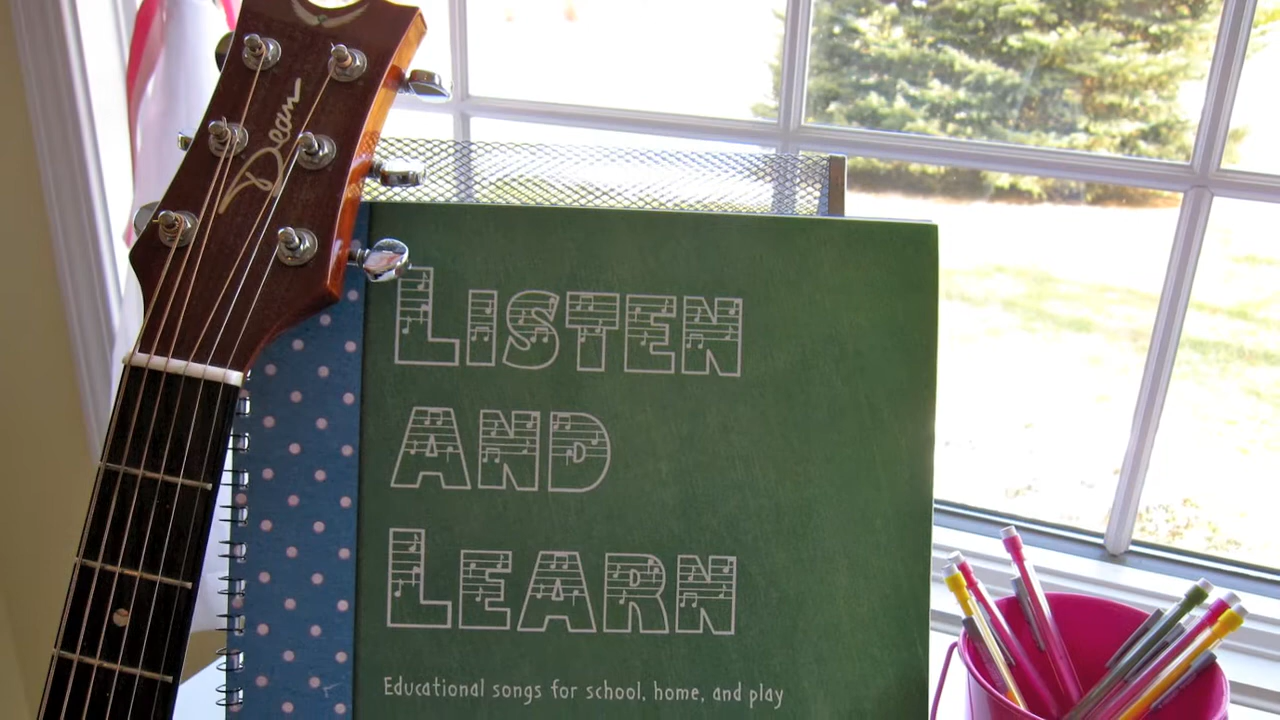 Dean
Listen
and
Learn
Educational songs for school, home, and play